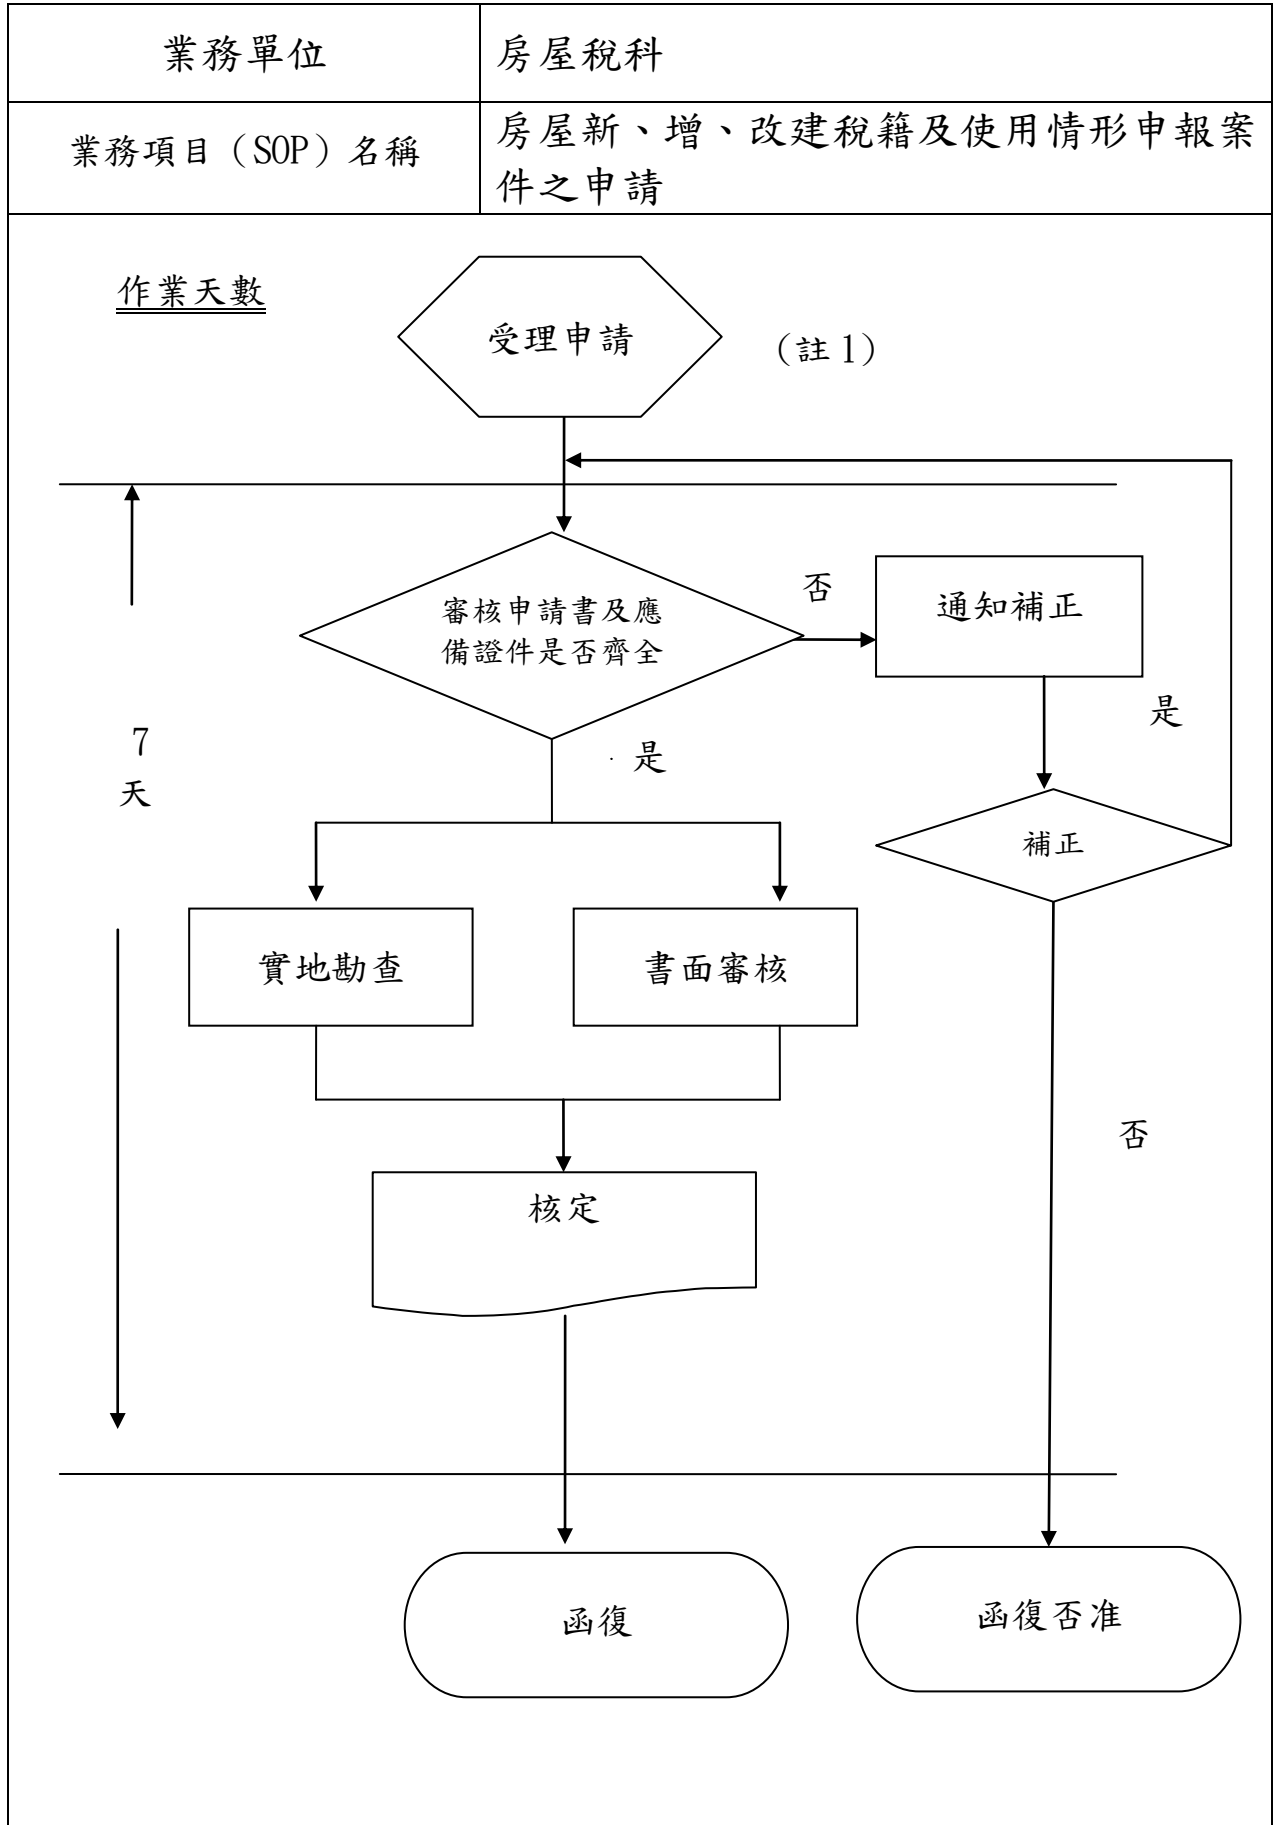 業務單位
房屋稅科
業務項目（SOP）名稱
房屋新、增、改建稅籍及使用情形申報案
件之申請
作業天數
受理申請
（註1）
審核申請書及應
備證件是否齊全
否
通知補正
是
7
天
是
補正
實地勘查
書面審核
否
核定
函復
函復否准